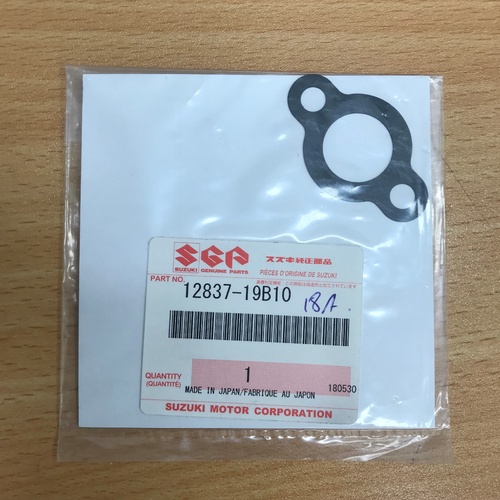 SGP
SUZUKI GENUINE PARTS
スズキ純正部品
PIÈCES D'ORIGINE DE SUZUKI
PART NO.
12837-19B10
18A
QUANTITY
(QUANTITÉ)
1
MADE IN JAPAN/FABRIQUE AU JAPON
180530
SUZUKI MOTOR CORPORATION